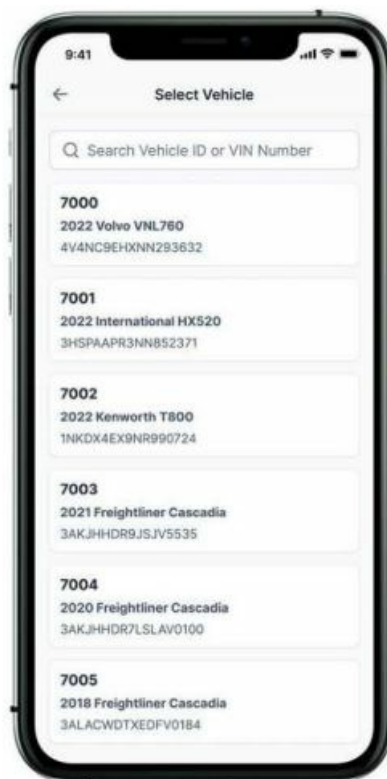 9:41
Select Vehicle
Search Vehicle ID or VIN Number
7000
2022 Volvo VNL760
4V4NC9EHXNN293632
7001
2022 International HX520
3HSPAAPR3NN852371
7002
2022 Kenworth T800
1NKDX4EX9NR990724
7003
2021 Freightliner Cascadia
3AKJHHDR9JSJV5535
7004
2020 Freightliner Cascadia
3AKJHHDR7LSLAV0100
7005
2018 Freightliner Cascadia
3ALACWDTXEDFV0184